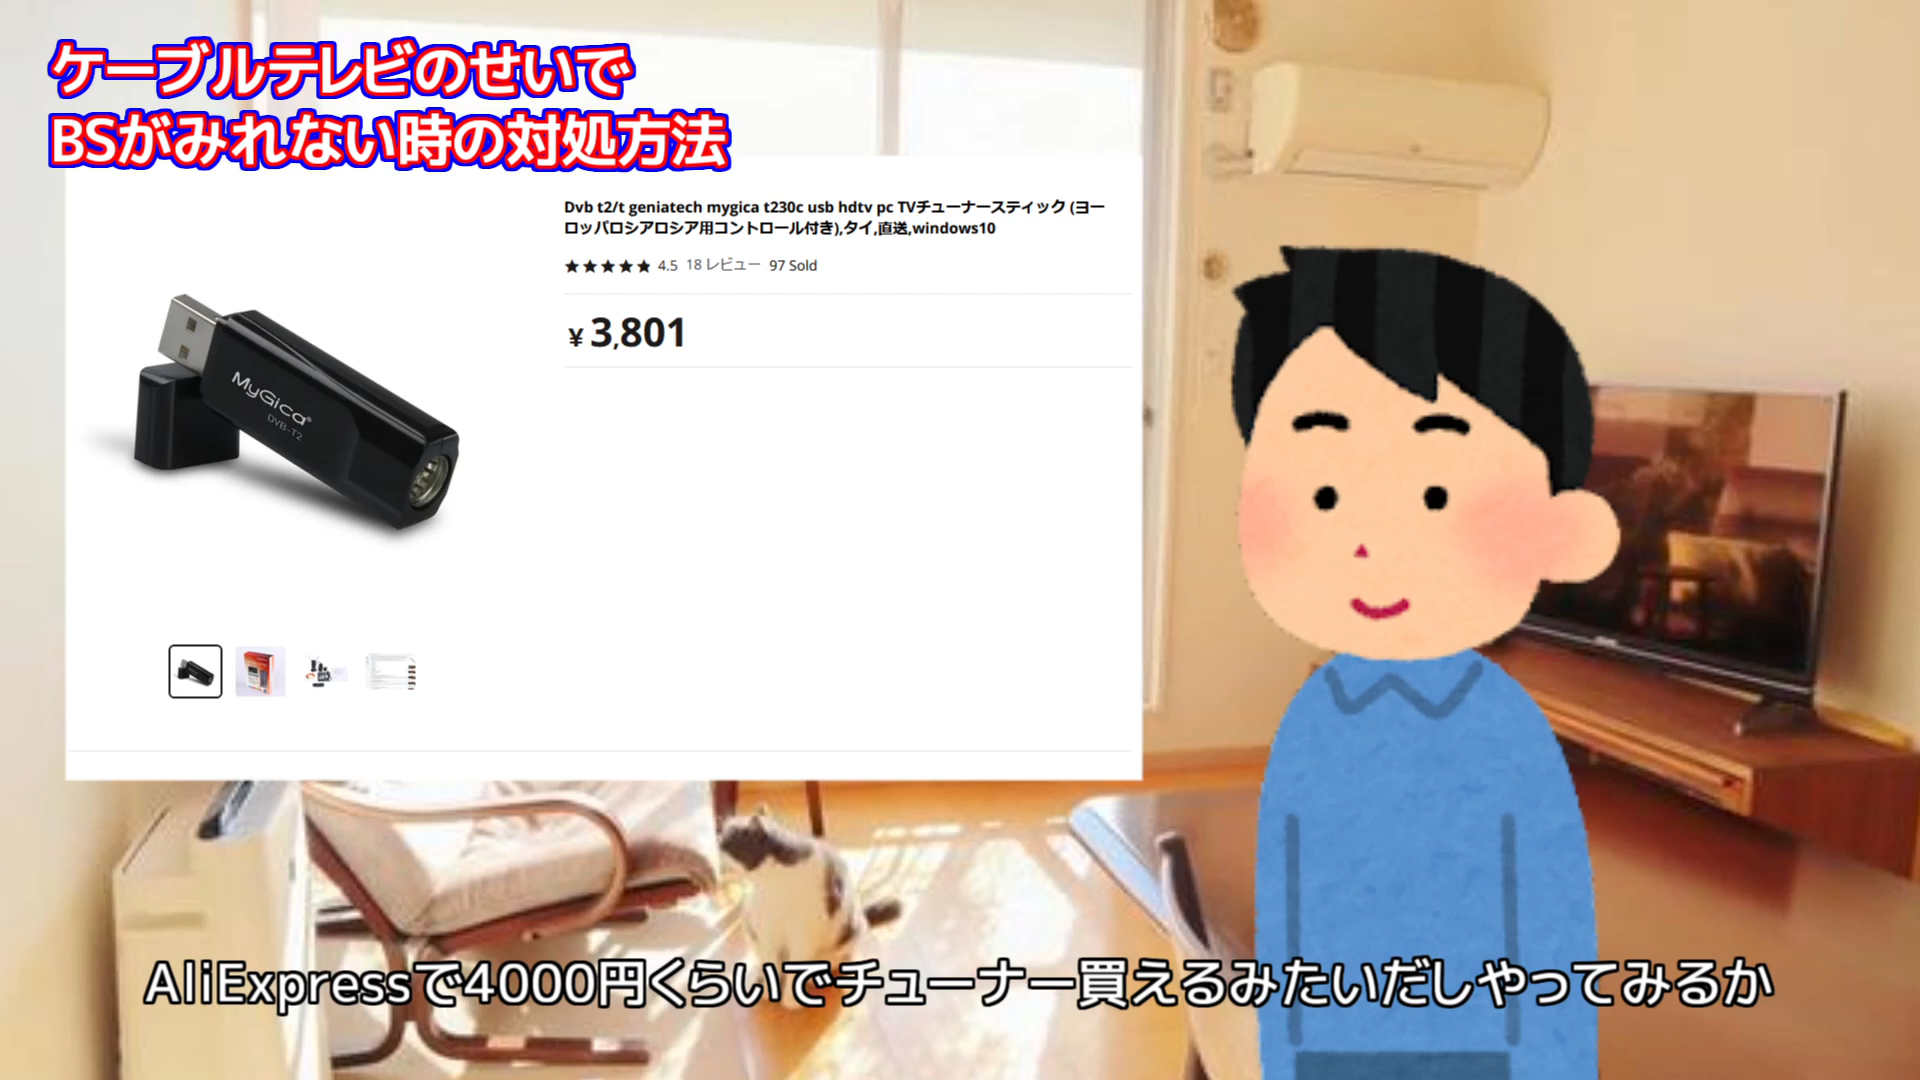 ケーブルテレビのせいで
BSがみれない時の対処方法
Dvb t2/t geniatech mygica t230c usb hdtv pc TVチューナースティック (ヨー
ロッパロシアロシア用コントロール付き),タイ,直送,windows10
4.5 18 レビュー 97 Sold
¥ 3,801
MyGica®
DVB-T2
AliExpressで4000円くらいでチューナー買えるみたいだしやってみるか